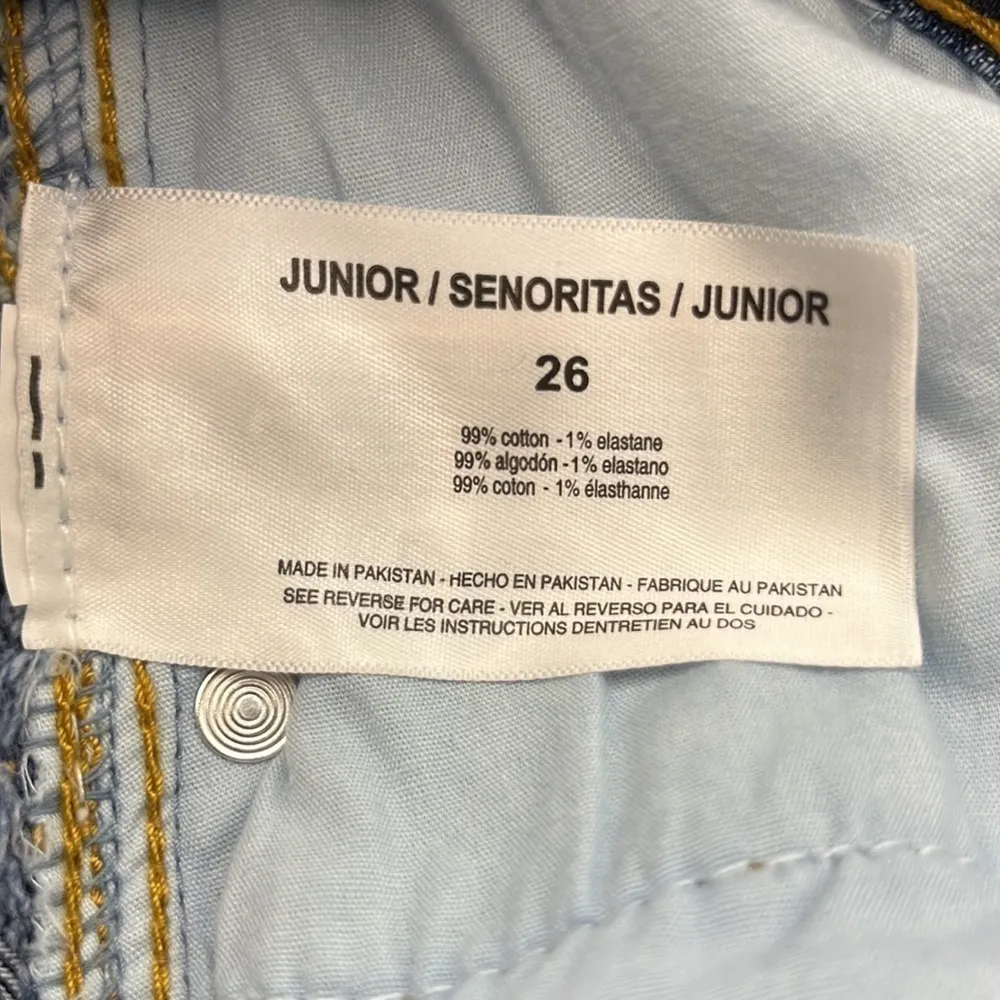 JUNIOR / SENORITAS / JUNIOR
26
99% cotton - 1% elastane
99% algodón - 1% elastano
99% coton - 1% élasthanne
MADE IN PAKISTAN - HECHO EN PAKISTAN - FABRIQUE AU PAKISTAN
SEE REVERSE FOR CARE - VER AL REVERSO PARA EL CUIDADO -
VOIR LES INSTRUCTIONS DENTRETIEN AU DOS